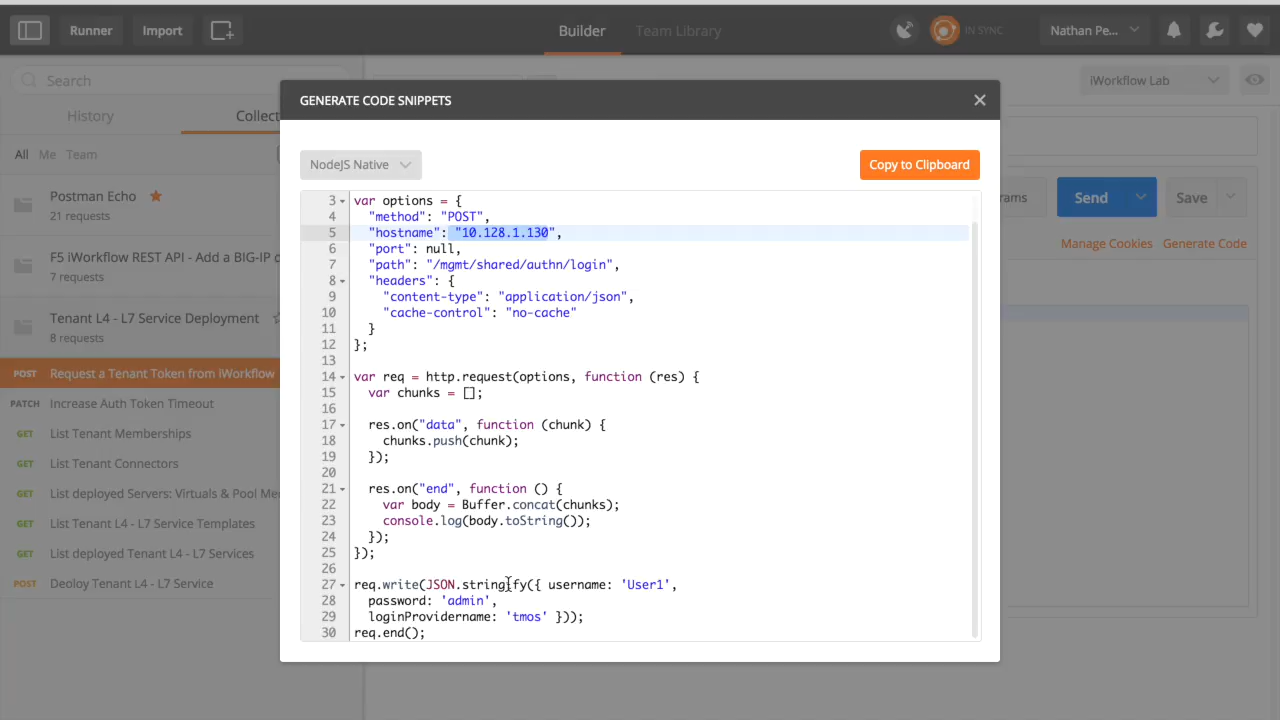 Runner
Import
Builder
Team Library
IN SYNC
Nathan Pe...
Search
iWorkflow Lab
History
Collect
All Me Team
Postman Echo
21 requests
F5 iWorkflow REST API - Add a BIG-IP
7 requests
Tenant L4 - L7 Service Deployment
8 requests
POST Request a Tenant Token from iWorkflow
PATCH Increase Auth Token Timeout
GET List Tenant Memberships
GET List Tenant Connectors
GET List deployed Servers: Virtuals & Pool Me
GET List Tenant L4 - L7 Service Templates
GET List deployed Tenant L4 - L7 Services
POST Deploy Tenant L4 - L7 Service
GENERATE CODE SNIPPETS
NodeJS Native
Copy to Clipboard
3 var options = {
4 "method": "POST",
5 "hostname": "10.128.1.130",
6 "port": null,
7 "path": "/mgmt/shared/authn/login",
8 "headers": {
9 "content-type": "application/json",
10 "cache-control": "no-cache"
11 }
12 };
13
14 var req = http.request(options, function (res) {
15 var chunks = [];
16
17 res.on("data", function (chunk) {
18 chunks.push(chunk);
19 });
20
21 res.on("end", function () {
22 var body = Buffer.concat(chunks);
23 console.log(body.toString());
24 });
25 });
26
27 req.write(JSON.stringify({ username: 'User1',
28 password: 'admin',
29 loginProvidername: 'tmos' }));
30 req.end();
rams
Send
Save
Manage Cookies Generate Code